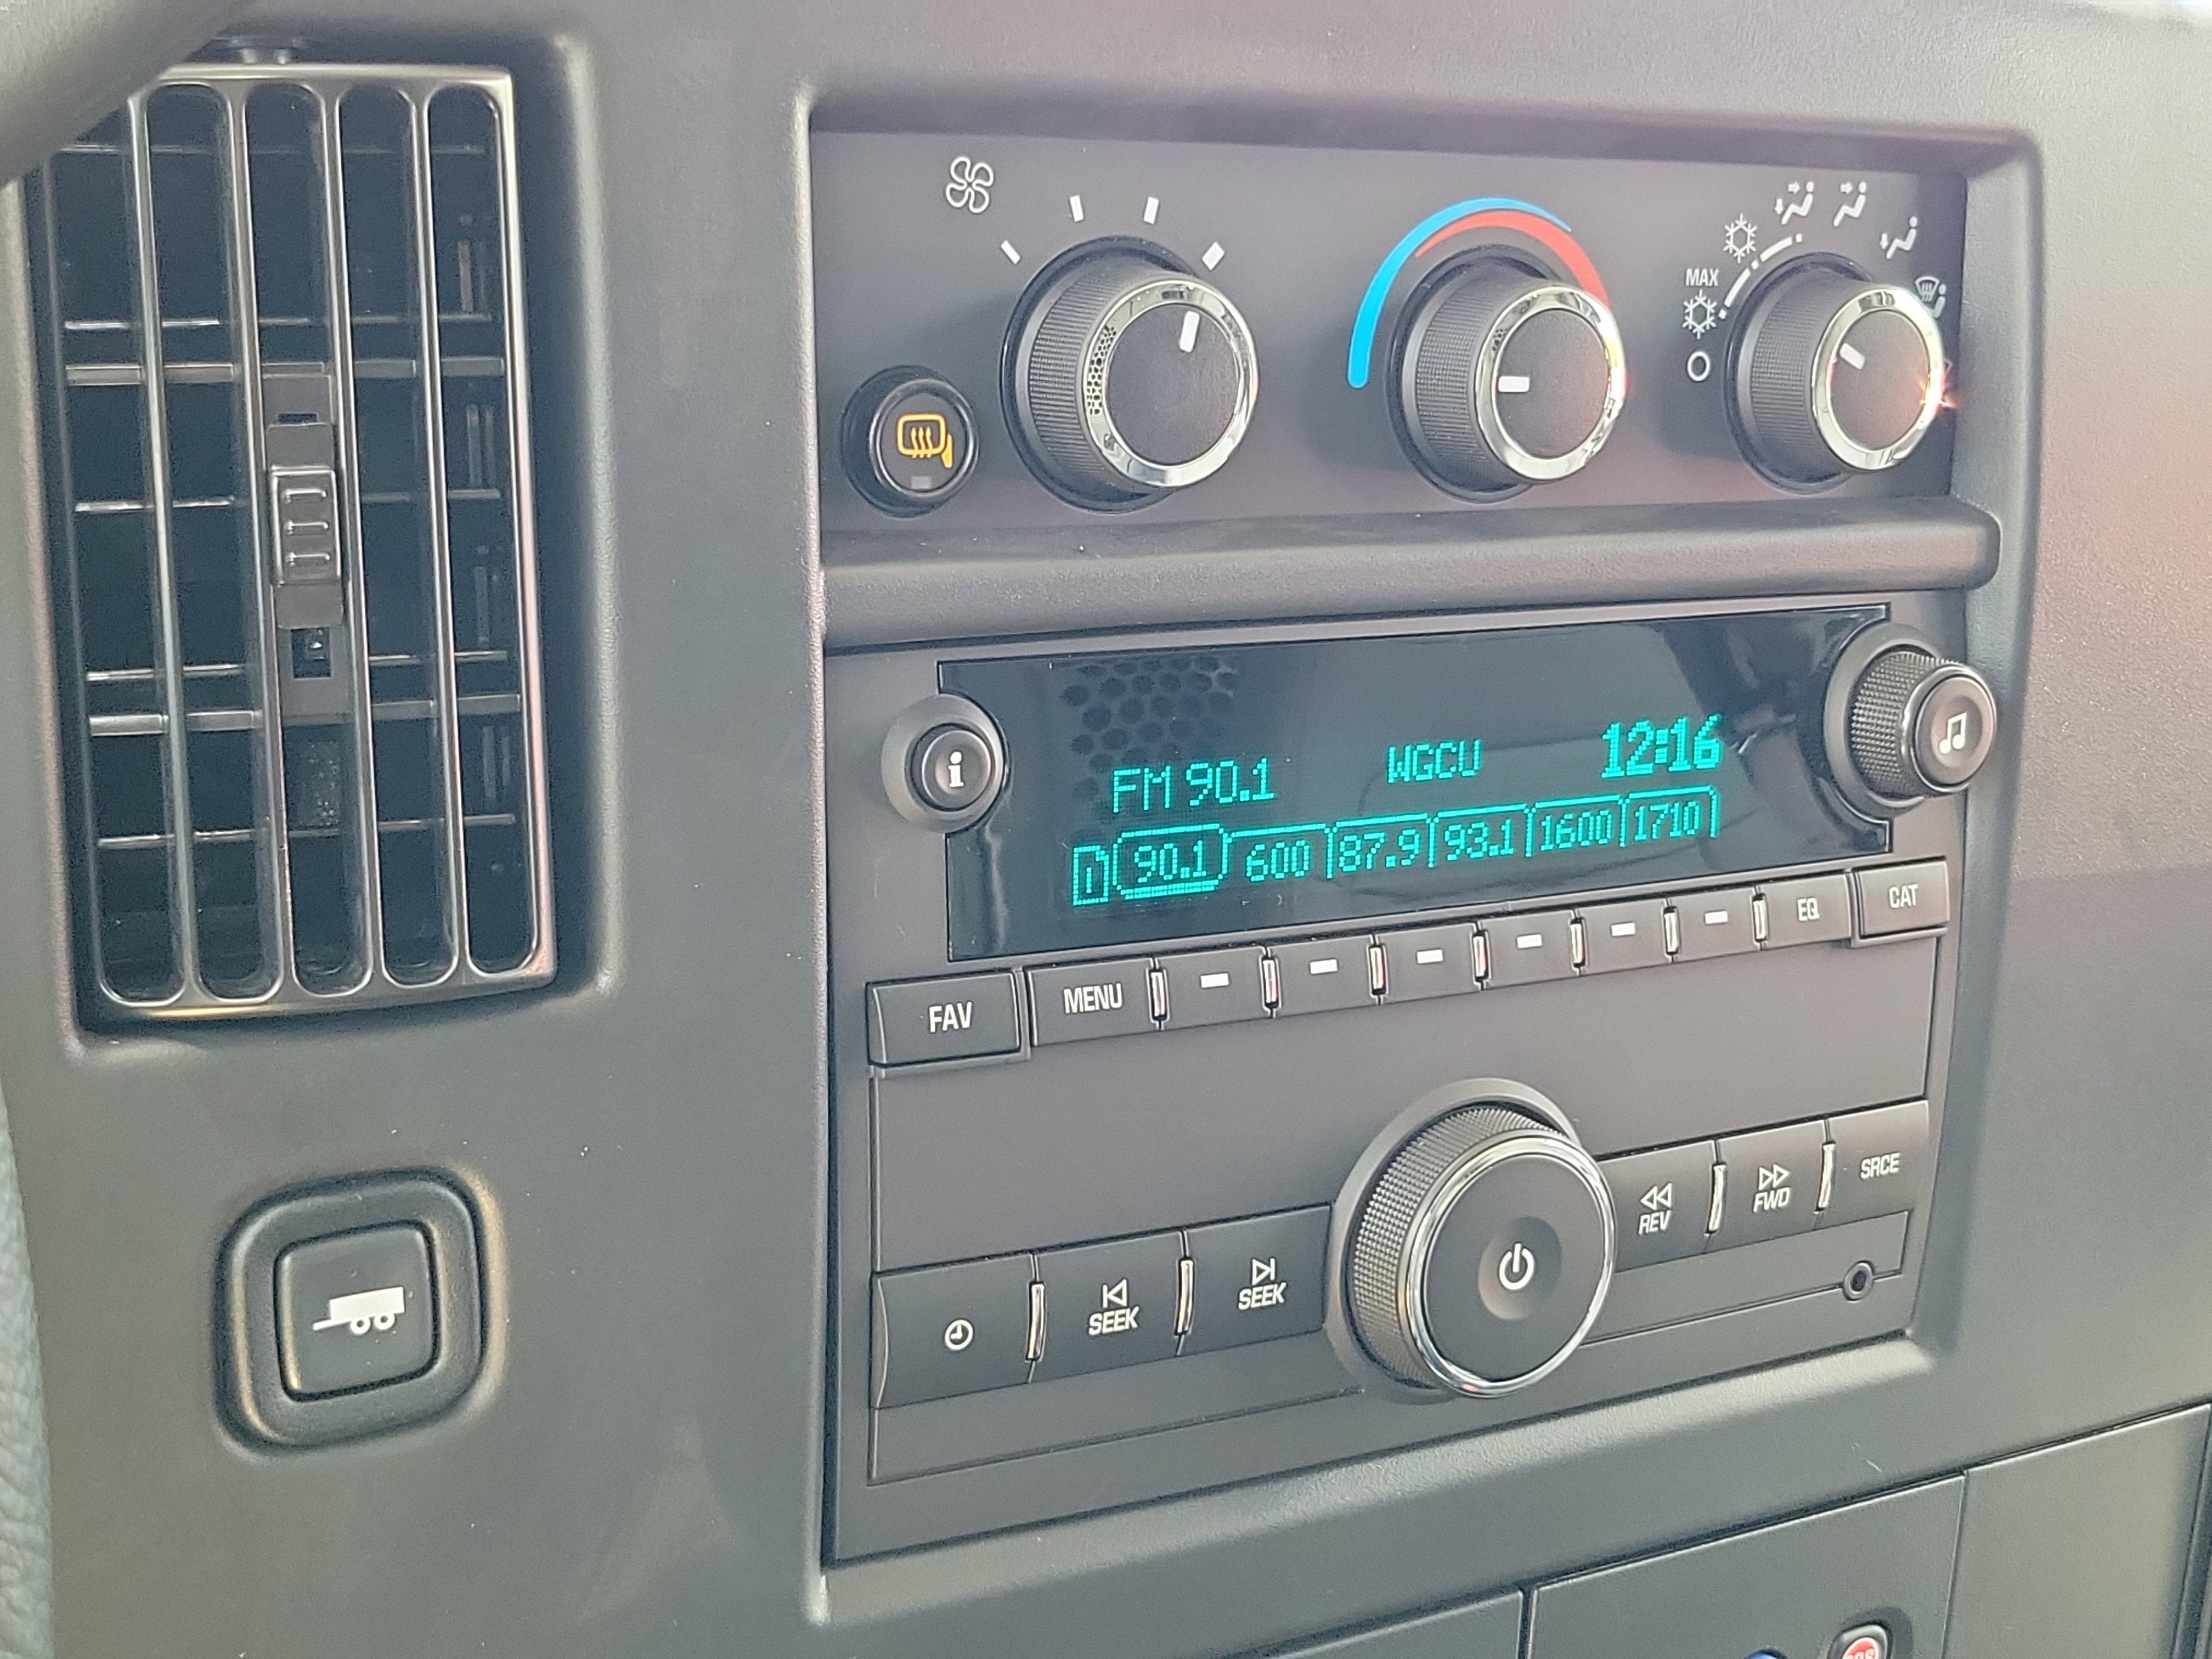 MAX
FM 90.1 WGCU 12:16
1 90.1 600 87.9 93.1 1600 1710
i
FAV MENU EQ CAT
SEEK SEEK REV FWD SRCE